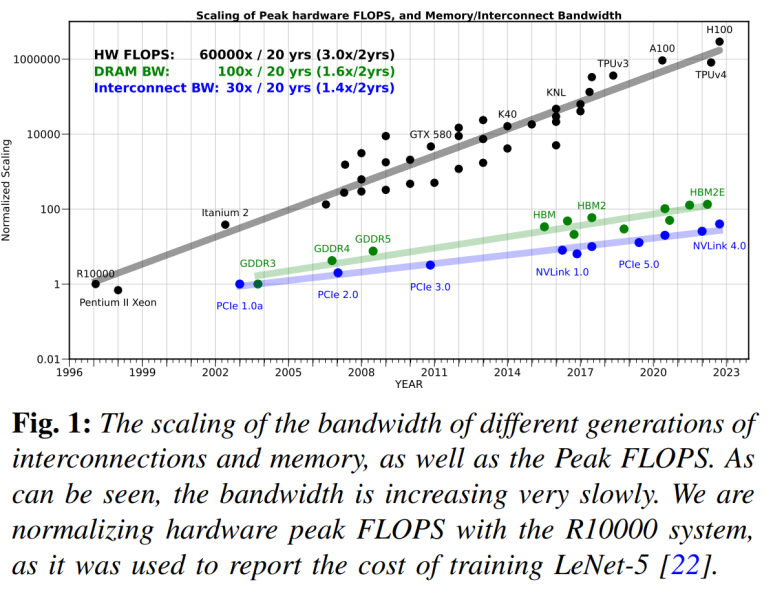 Scaling of Peak hardware FLOPS, and Memory/Interconnect Bandwidth
HW FLOPS: 60000x / 20 yrs (3.0x/2yrs)
DRAM BW: 100x / 20 yrs (1.6x/2yrs)
Interconnect BW: 30x / 20 yrs (1.4x/2yrs)
Normalized Scaling
1000000
10000
100
1
0.01
R10000
Pentium II Xeon
Itanium 2
GTX 580
K40
KNL
TPUv3
A100
H100
TPUv4
GDDR3
GDDR4
GDDR5
HBM
HBM2
HBM2E
PCIe 1.0a
PCIe 2.0
PCIe 3.0
NVLink 1.0
PCIe 5.0
NVLink 4.0
1996 1999 2002 2005 2008 2011 2014 2017 2020 2023
YEAR
Fig. 1: The scaling of the bandwidth of different generations of
interconnections and memory, as well as the Peak FLOPS. As
can be seen, the bandwidth is increasing very slowly. We are
normalizing hardware peak FLOPS with the R10000 system,
as it was used to report the cost of training LeNet-5 [22].